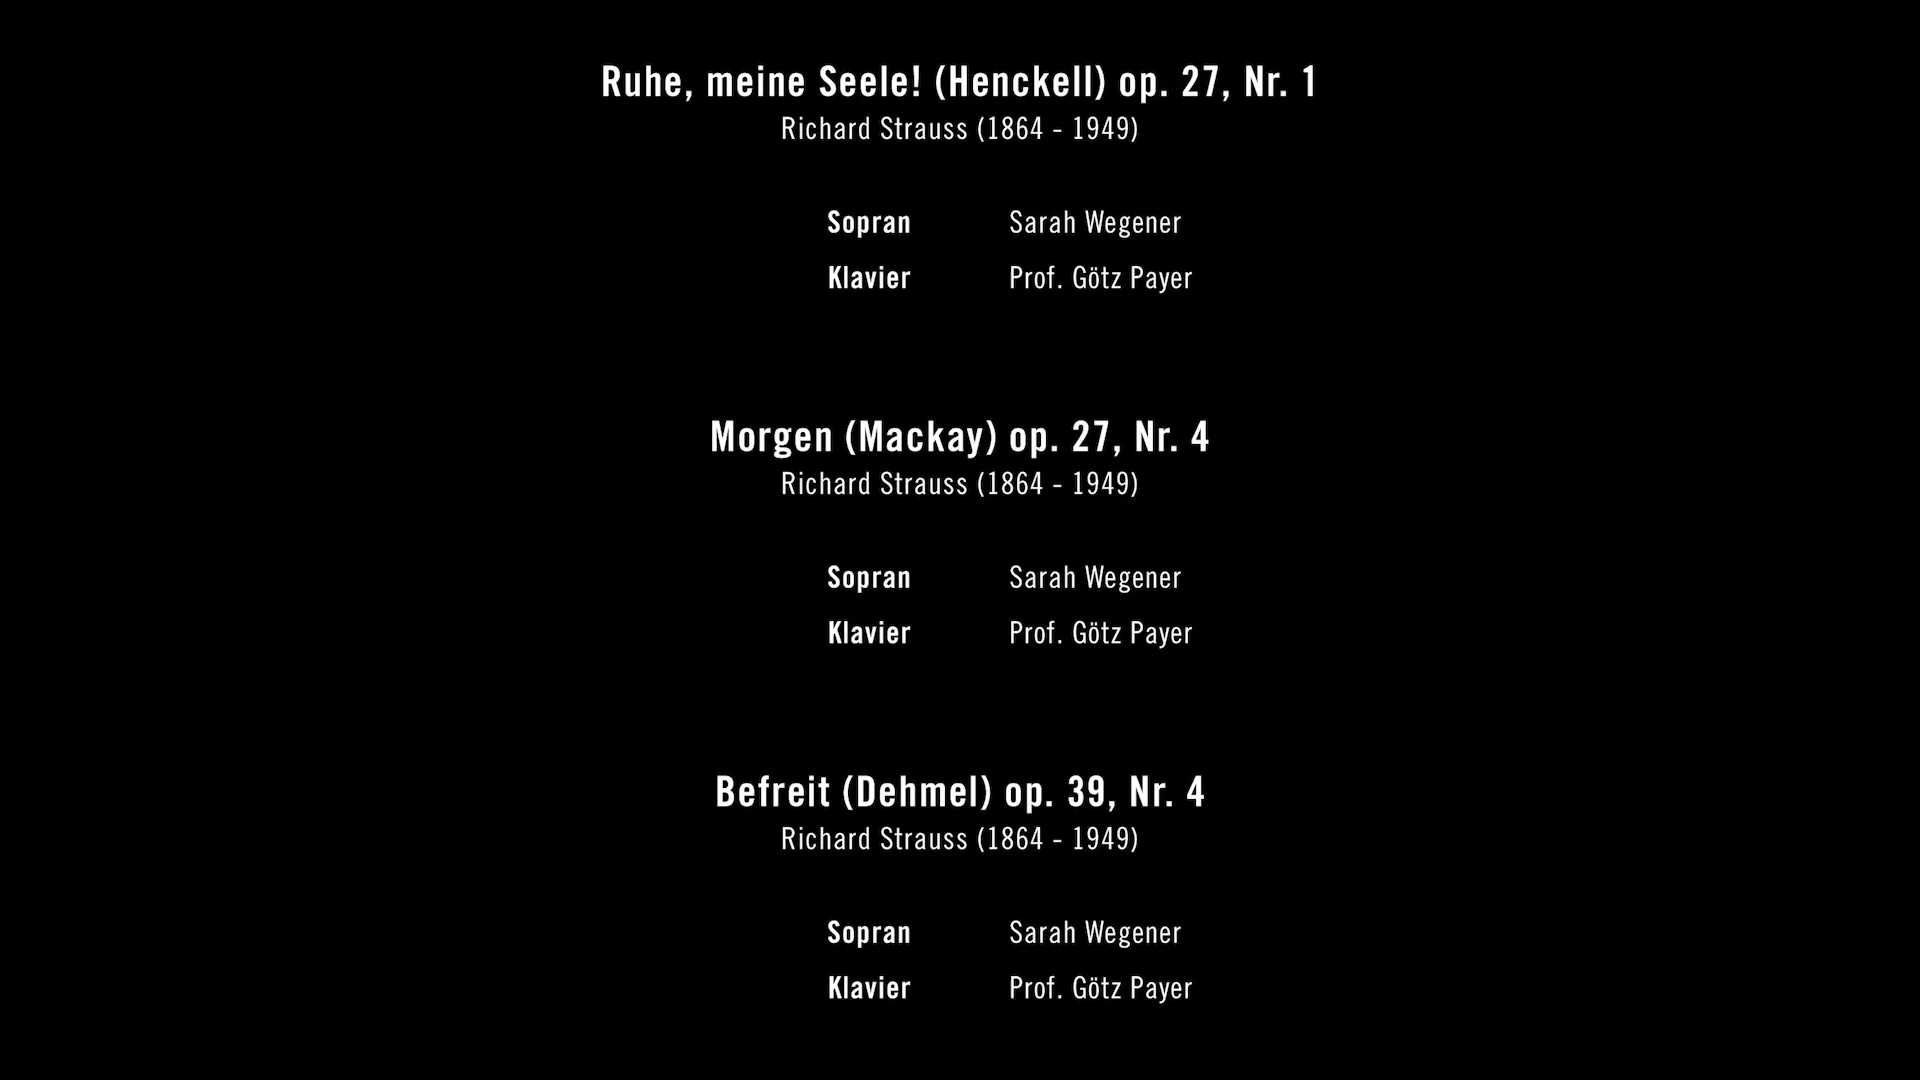 Ruhe, meine Seele! (Henckell) op. 27, Nr. 1
Richard Strauss (1864 - 1949)
Sopran Sarah Wegener
Klavier Prof. Götz Payer
Morgen (Mackay) op. 27, Nr. 4
Richard Strauss (1864 - 1949)
Sopran Sarah Wegener
Klavier Prof. Götz Payer
Befreit (Dehmel) op. 39, Nr. 4
Richard Strauss (1864 - 1949)
Sopran Sarah Wegener
Klavier Prof. Götz Payer